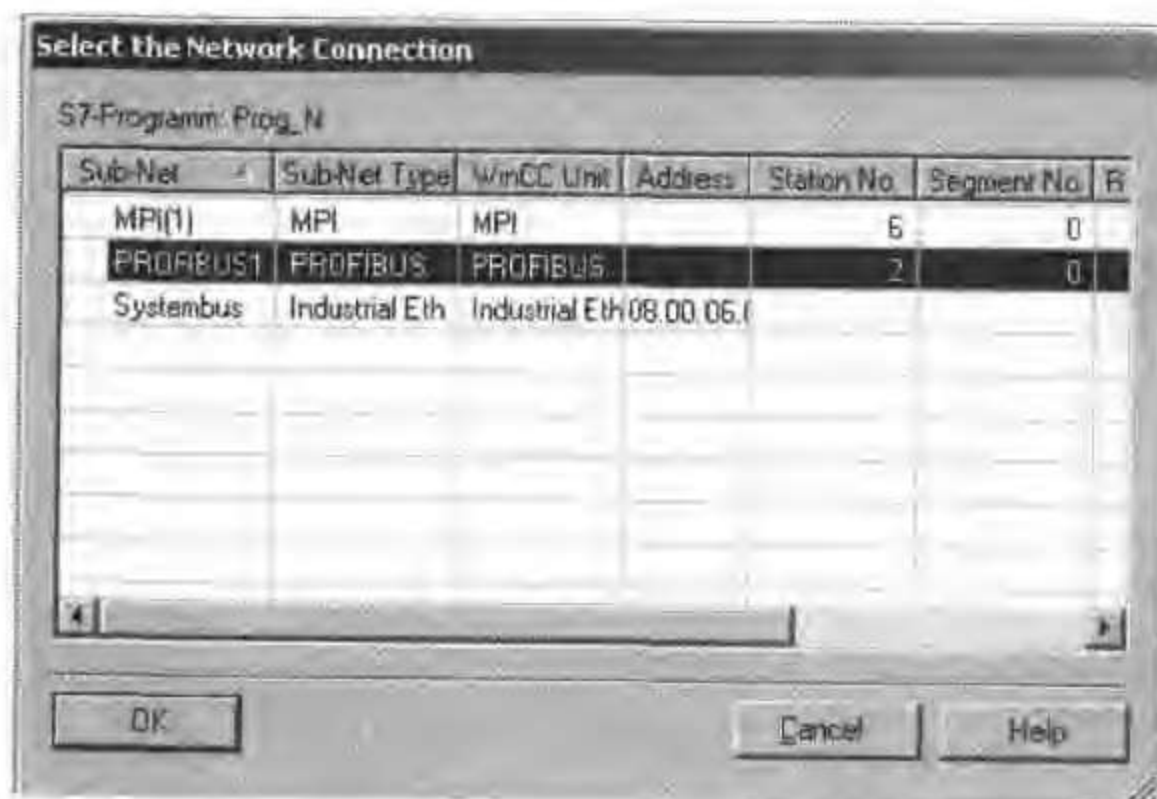 Select the Network Connection
S7-Programm: Prog_N
Sub-Net Sub-Net Type WinCC Unit Address Station No. Segment No. R
MPI(1) MPI MPI 6 0
PROFIBUS1 PROFIBUS PROFIBUS 2 0
Systembus Industrial Eth Industrial Eth 08.00.06.(
OK Cancel Help